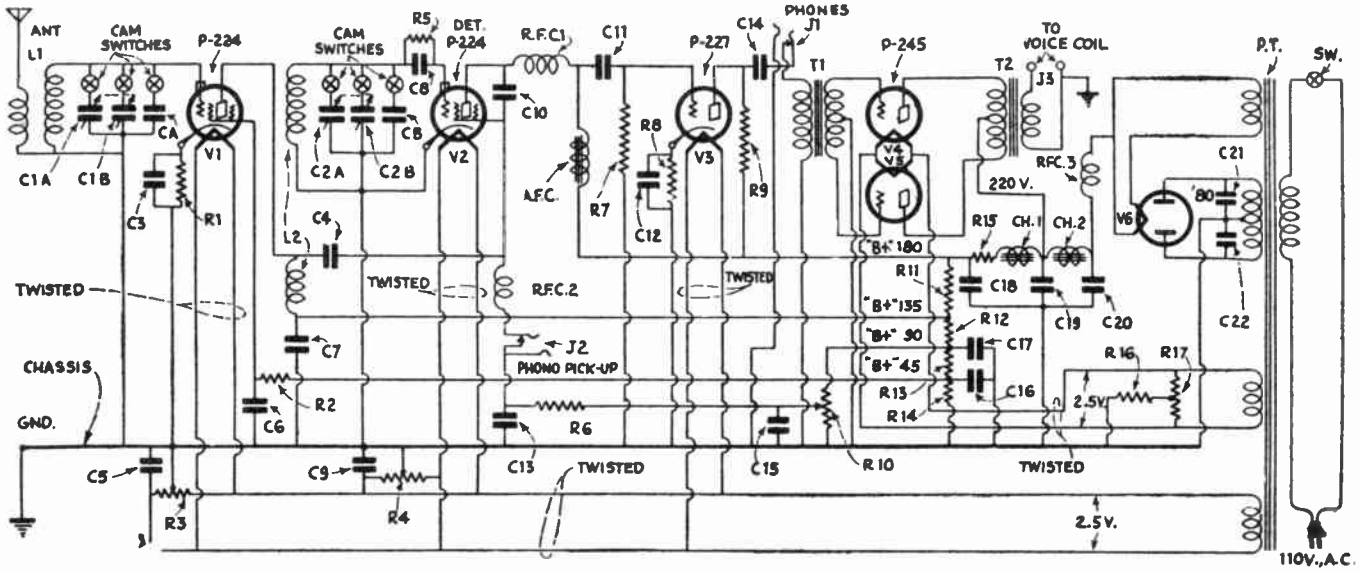 ANT
L1
CAM
SWITCHES
P-224
C1A
C1B
CA
V1
C3
R1
CAM
SWITCHES
R5
C8
DET.
P-224
C2A
C2B
CB
V2
C4
L2
R.F.C1
C10
C11
A.F.C.
R7
R8
C12
P-227
V3
R9
C14
PHONES
J1
T1
P-245
V4
V5
T2
TO
VOICE COIL
J3
RFC.3
220 V.
P.T.
SW.
V6
'80
C21
C22
TWISTED
TWISTED
R.F.C.2
TWISTED
"B+" 180
R15
CH.1
CH.2
R11
C18
C19
C20
"B+" 135
R12
"B+" 90
C17
"B+" 45
R13
C16
R14
2.5V.
R16
R17
CHASSIS
GND.
C7
R2
C6
J2
PHONO PICK-UP
C13
R6
C15
R10
TWISTED
TWISTED
C5
R3
C9
R4
TWISTED
2.5V.
110V., A.C.